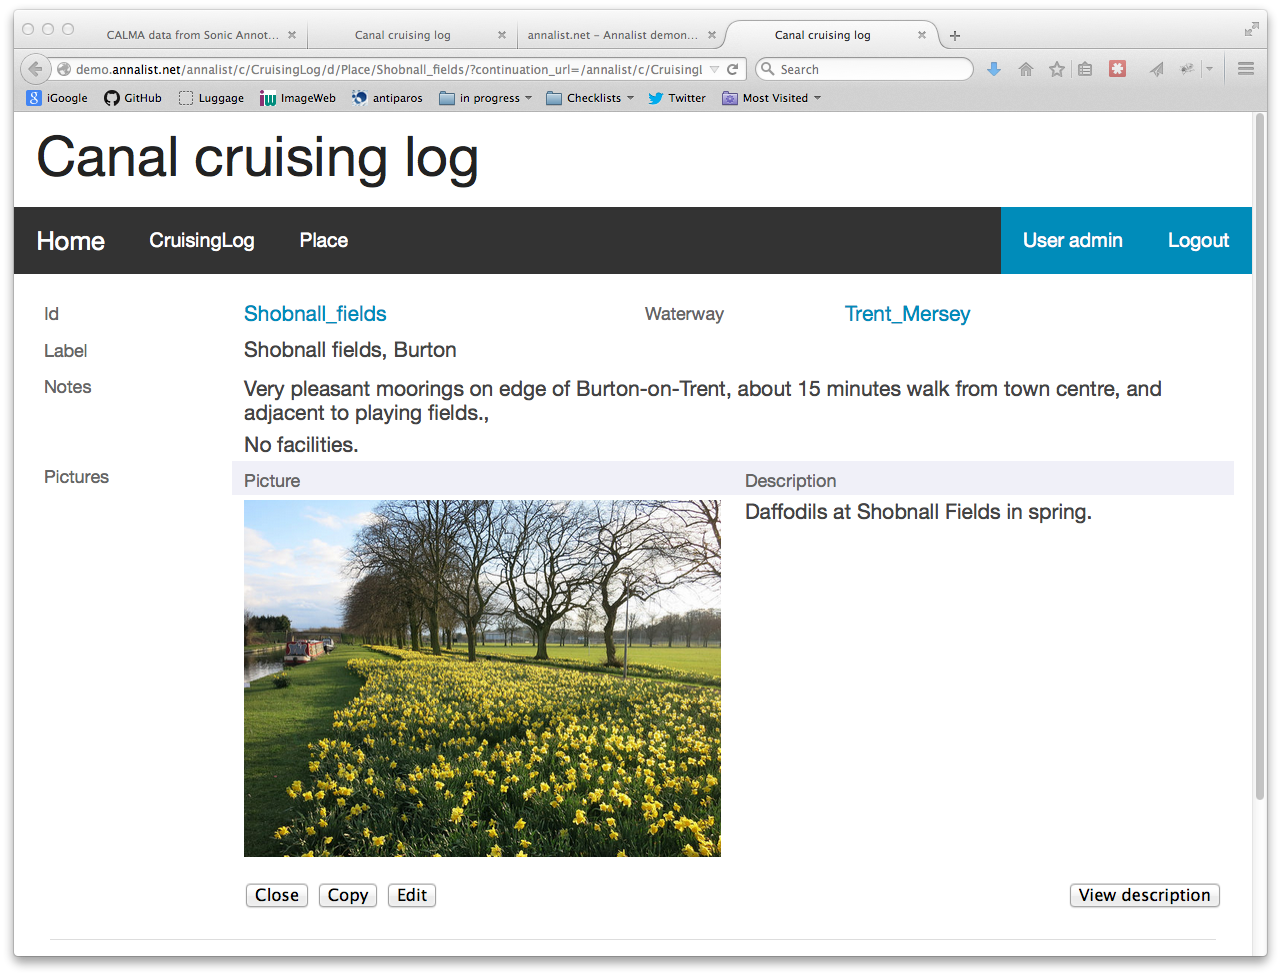 CALMA data from Sonic Annot...
Canal cruising log
annalist.net – Annalist demon...
Canal cruising log
demo.annalist.net/annalist/c/CruisingLog/d/Place/Shobnall_fields/?continuation_url=/annalist/c/Cruisingl
Search
iGoogle GitHub Luggage ImageWeb antiparos in progress Checklists Twitter Most Visited
Canal cruising log
Home CruisingLog Place User admin Logout
Id Shobnall_fields Waterway Trent_Mersey
Label Shobnall fields, Burton
Notes Very pleasant moorings on edge of Burton-on-Trent, about 15 minutes walk from town centre, and
adjacent to playing fields.,
No facilities.
Pictures Picture Description
Daffodils at Shobnall Fields in spring.
Close Copy Edit View description